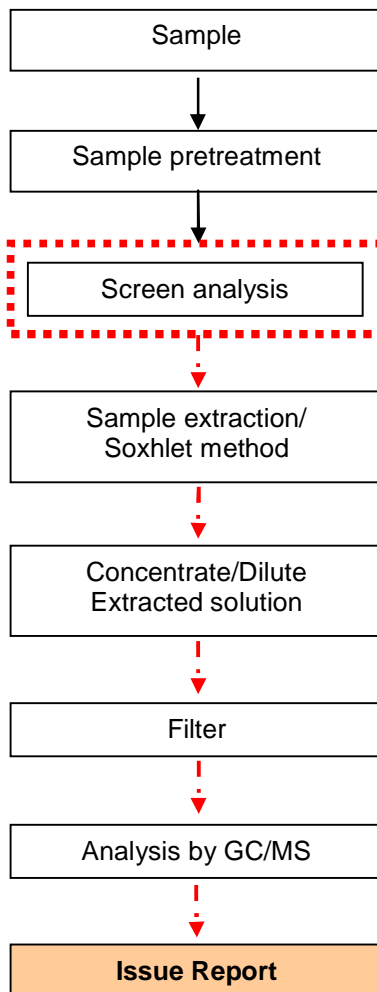 Sample
Sample pretreatment
Screen analysis
Sample extraction/
Soxhlet method
Concentrate/Dilute
Extracted solution
Filter
Analysis by GC/MS
Issue Report